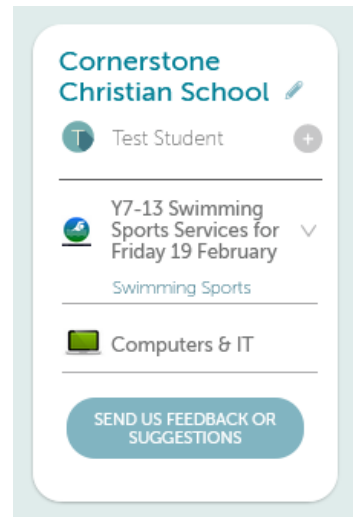 Cornerstone
Christian School
T
Test Student
+
Y7-13 Swimming
Sports Services for
Friday 19 February
Swimming Sports
Computers & IT
SEND US FEEDBACK OR
SUGGESTIONS